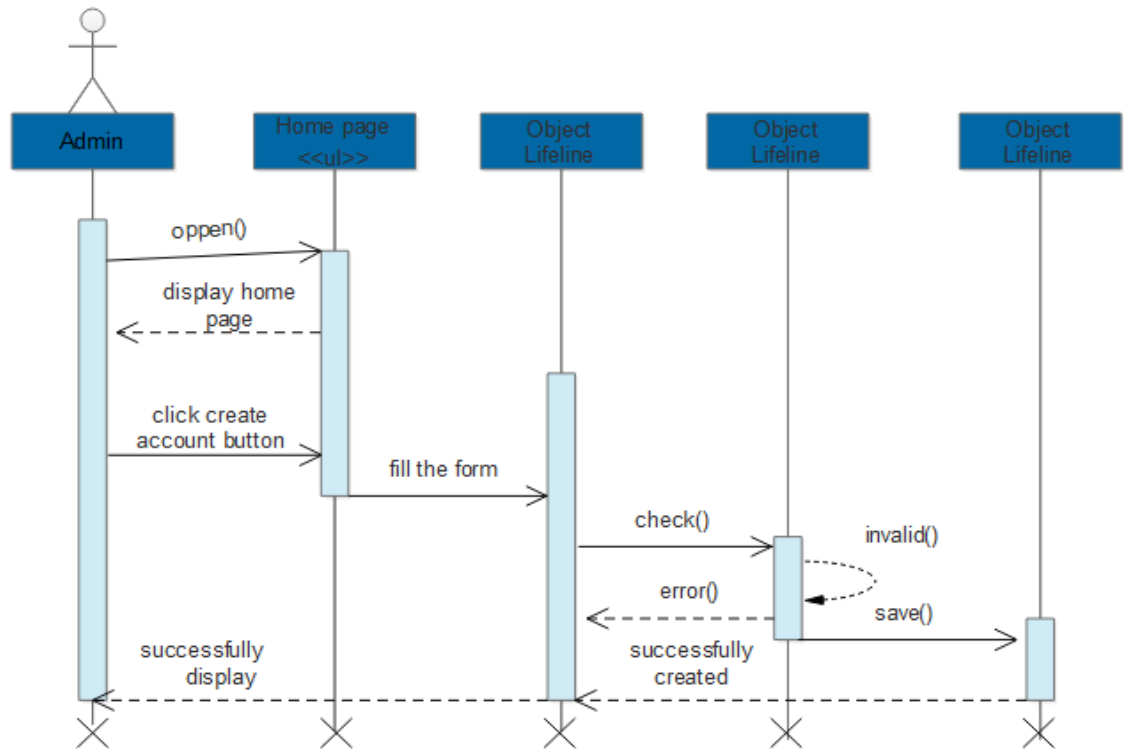 Admin
Home page
<<ul>>
Object
Lifeline
Object
Lifeline
Object
Lifeline
oppen()
display home
page
click create
account button
fill the form
check()
invalid()
error()
save()
successfully
display
successfully
created